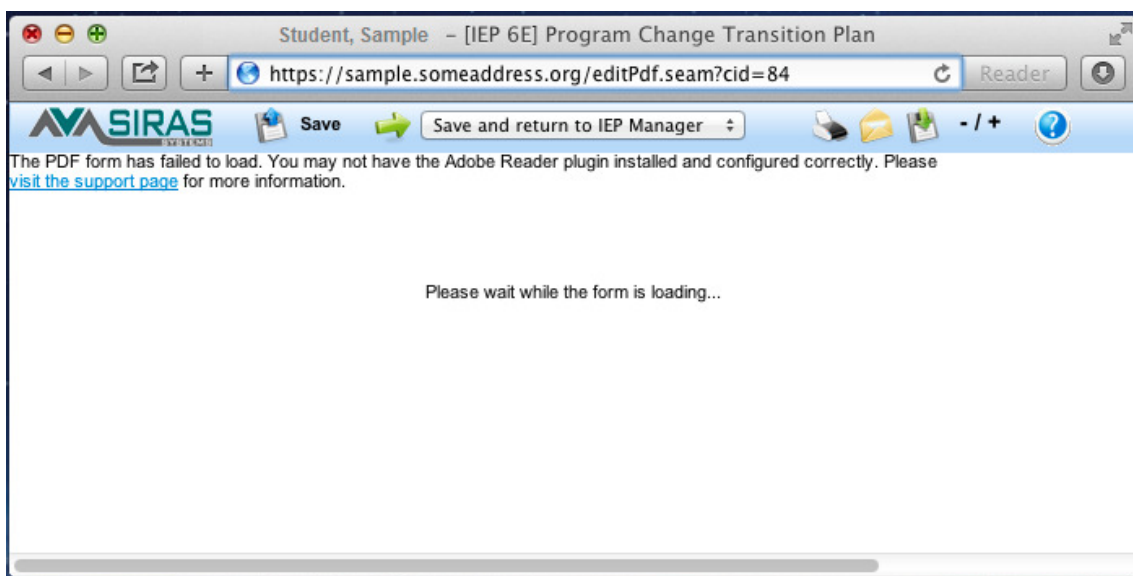 Student, Sample – [IEP 6E] Program Change Transition Plan
https://sample.someaddress.org/editPdf.seam?cid=84
Reader
SIRAS
SYSTEMS
Save
Save and return to IEP Manager
- / +
?
The PDF form has failed to load. You may not have the Adobe Reader plugin installed and configured correctly. Please
visit the support page for more information.
Please wait while the form is loading...